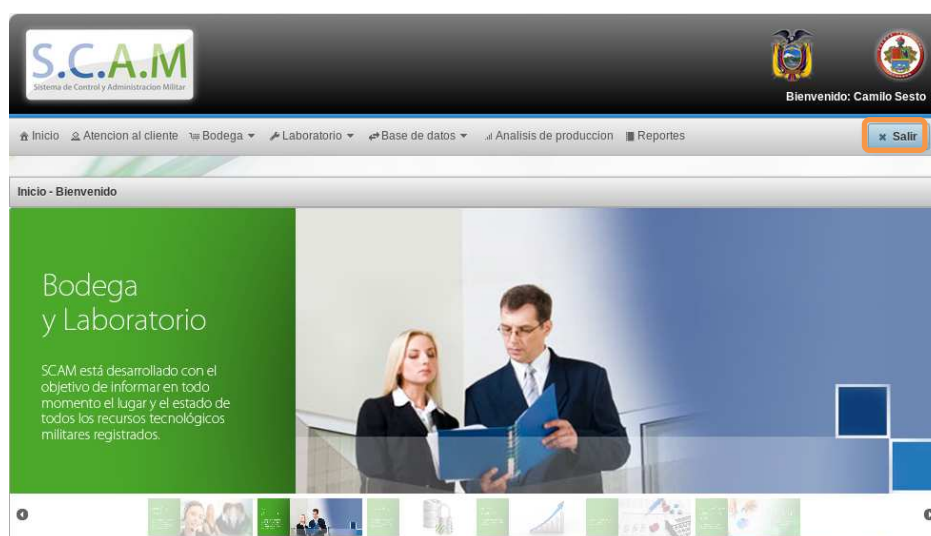 S.C.A.M
Sistema de Control y Administracion Militar
Bienvenido: Camilo Sesto
Inicio Atencion al cliente Bodega Laboratorio Base de datos Analisis de produccion Reportes Salir
Inicio - Bienvenido
Bodega
y Laboratorio
SCAM está desarrollado con el
objetivo de informar en todo
momento el lugar y el estado de
todos los recursos tecnológicos
militares registrados.